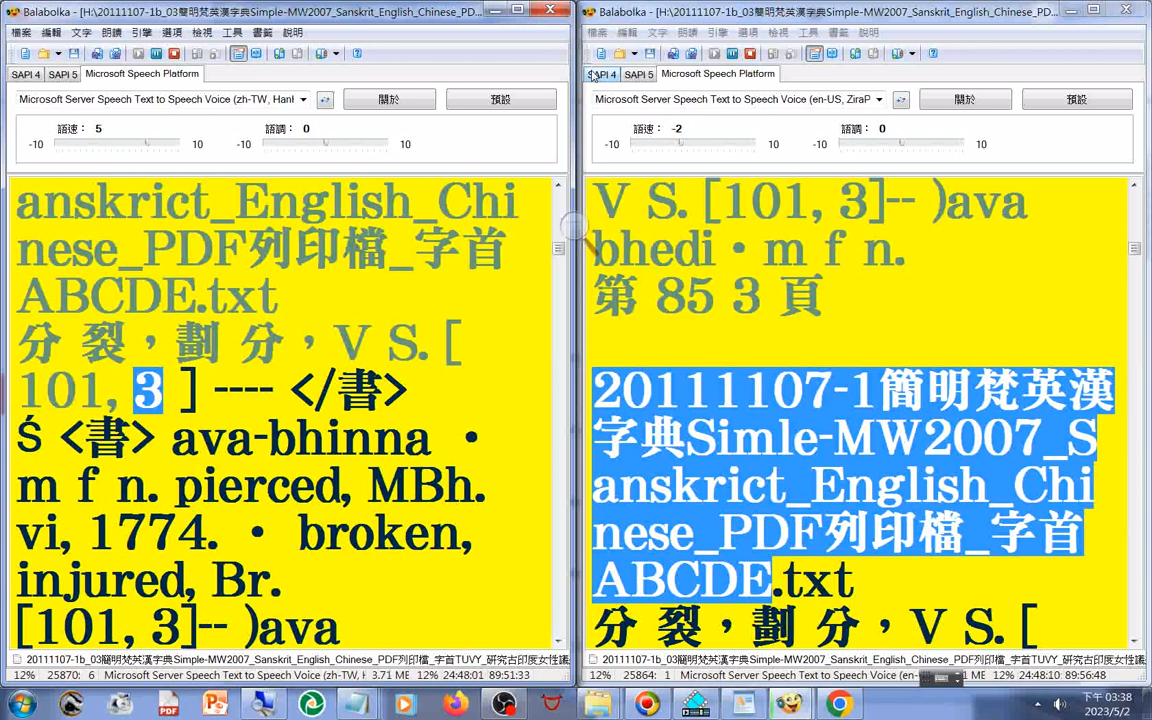 Balabolka - [H:\20111107-1b_03簡明梵英漢字典Simple-MW2007_Sanskrit_English_Chinese_PD...
檔案 編輯 文字 朗讀 引擎 選項 檢視 工具 書籤 說明
SAPI 4 SAPI 5 Microsoft Speech Platform
Microsoft Server Speech Text to Speech Voice (zh-TW, HanH 關於 預設
語速： 5 語調： 0
-10 10 -10 10
anskrict_English_Chi
nese_PDF列印檔_字首
ABCDE.txt
分 裂，劃 分，V S. [
101, 3 ] ---- </書>
Ś <書> ava-bhinna •
m f n. pierced, MBh.
vi, 1774. • broken,
injured, Br.
[101, 3]-- )ava
20111107-1b_03簡明梵英漢字典Simple-MW2007_Sanskrit_English_Chinese_PDF列印檔_字首TUVY_研究古印度女性議
12% 25870: 6 Microsoft Server Speech Text to Speech Voice (zh-TW, H 3.71 MB 12% 24:48:01 89:51:33
Balabolka - [H:\20111107-1b_03簡明梵英漢字典Simple-MW2007_Sanskrit_English_Chinese_PD...
檔案 編輯 文字 朗讀 引擎 選項 檢視 工具 書籤 說明
SAPI 4 SAPI 5 Microsoft Speech Platform
Microsoft Server Speech Text to Speech Voice (en-US, ZiraP 關於 預設
語速： -2 語調： 0
-10 10 -10 10
V S. [101, 3]-- )ava
bhedi • m f n.
第 85 3 頁
20111107-1簡明梵英漢
字典Simle-MW2007_S
anskrict_English_Chi
nese_PDF列印檔_字首
ABCDE.txt
分 裂，劃 分，V S. [
20111107-1b_03簡明梵英漢字典Simple-MW2007_Sanskrit_English_Chinese_PDF列印檔_字首TUVY_研究古印度女性議
12% 25864: 1 Microsoft Server Speech Text to Speech Voice 12% 24:48:10 89:56:48
下午 03:38
2023/5/2